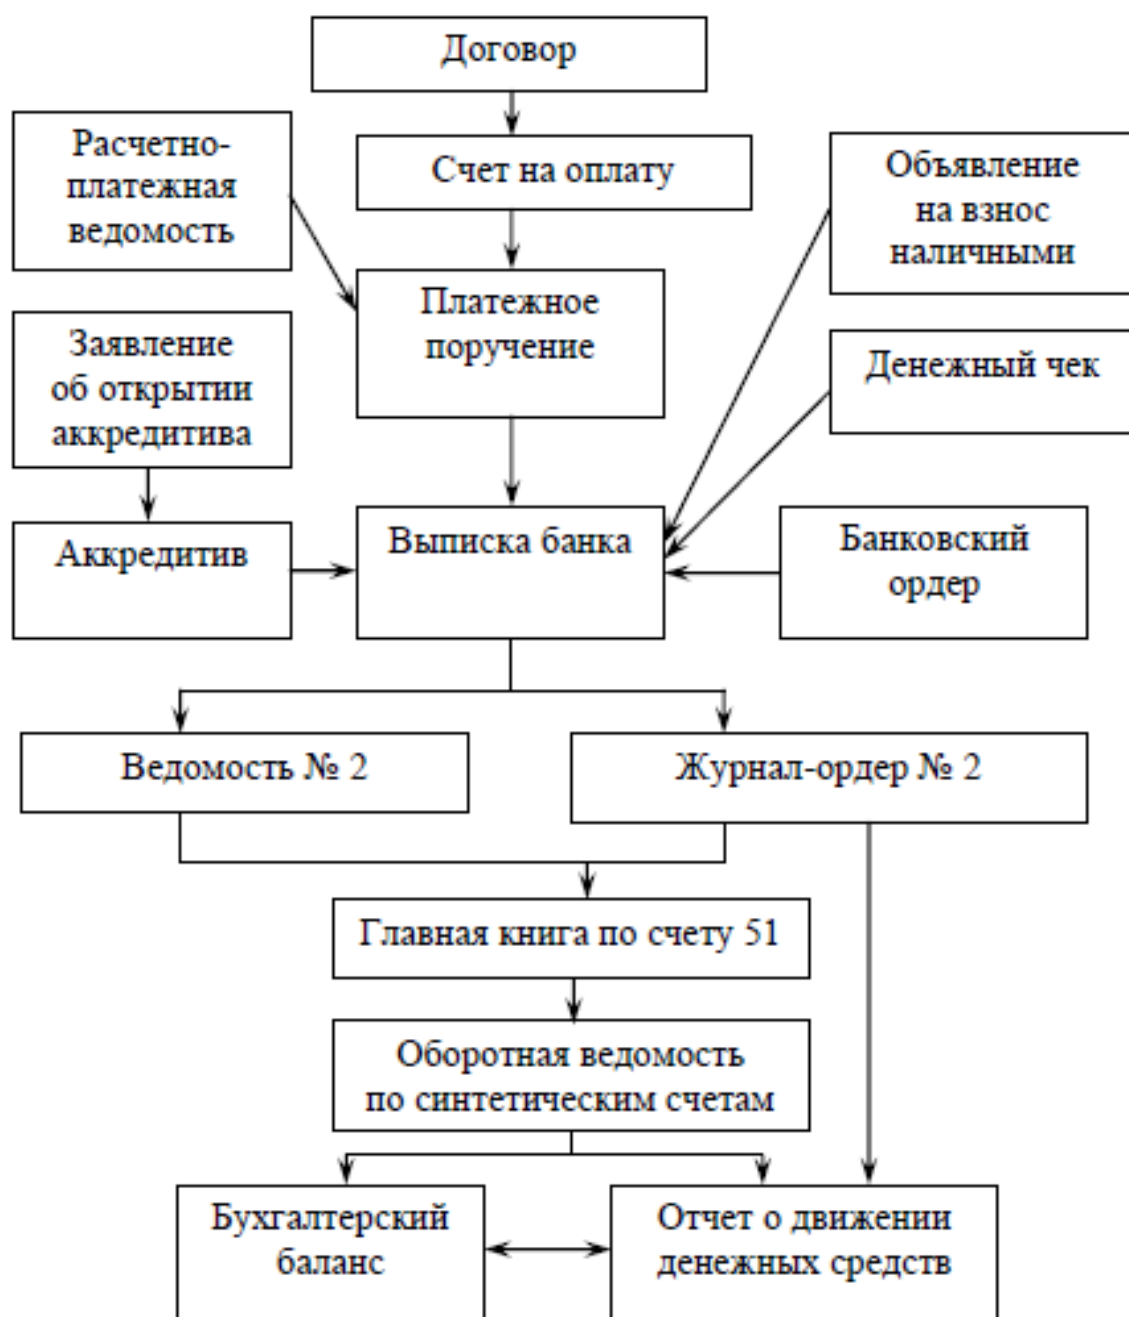 Договор
Расчетно-
платежная
ведомость
Счет на оплату
Объявление
на взнос
наличными
Платежное
поручение
Заявление
об открытии
аккредитива
Денежный чек
Аккредитив
Выписка банка
Банковский
ордер
Ведомость № 2
Журнал-ордер № 2
Главная книга по счету 51
Оборотная ведомость
по синтетическим счетам
Бухгалтерский
баланс
Отчет о движении
денежных средств